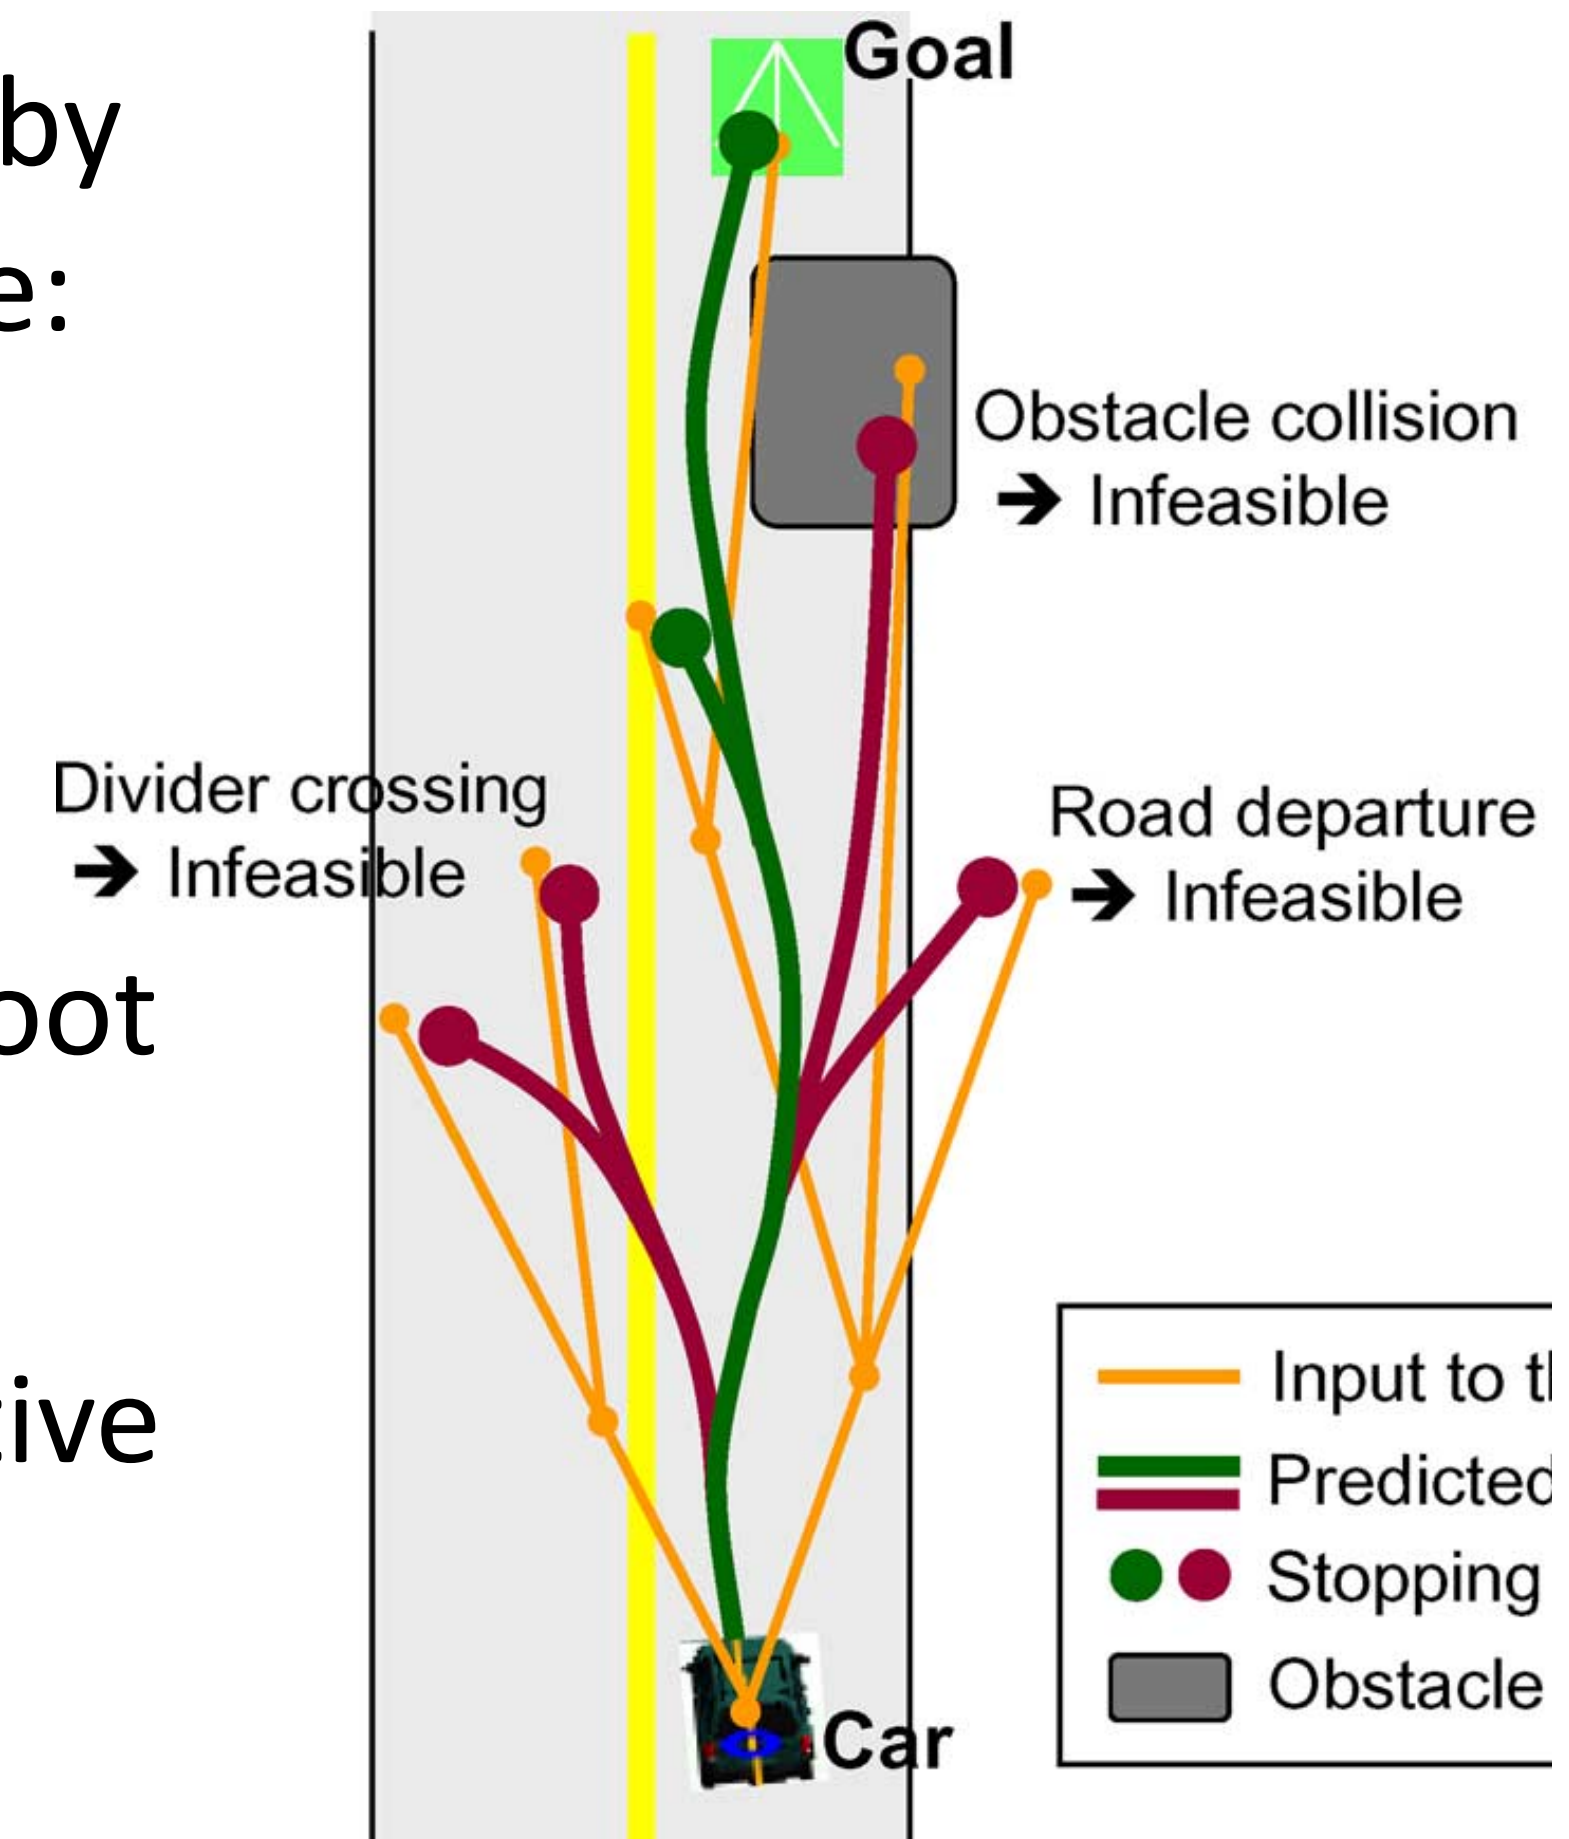 by
e:
oot
tive
Goal
Obstacle collision
➔ Infeasible
Divider crossing
➔ Infeasible
Road departure
➔ Infeasible
Input to t
Predicted
Stopping
Obstacle
Car